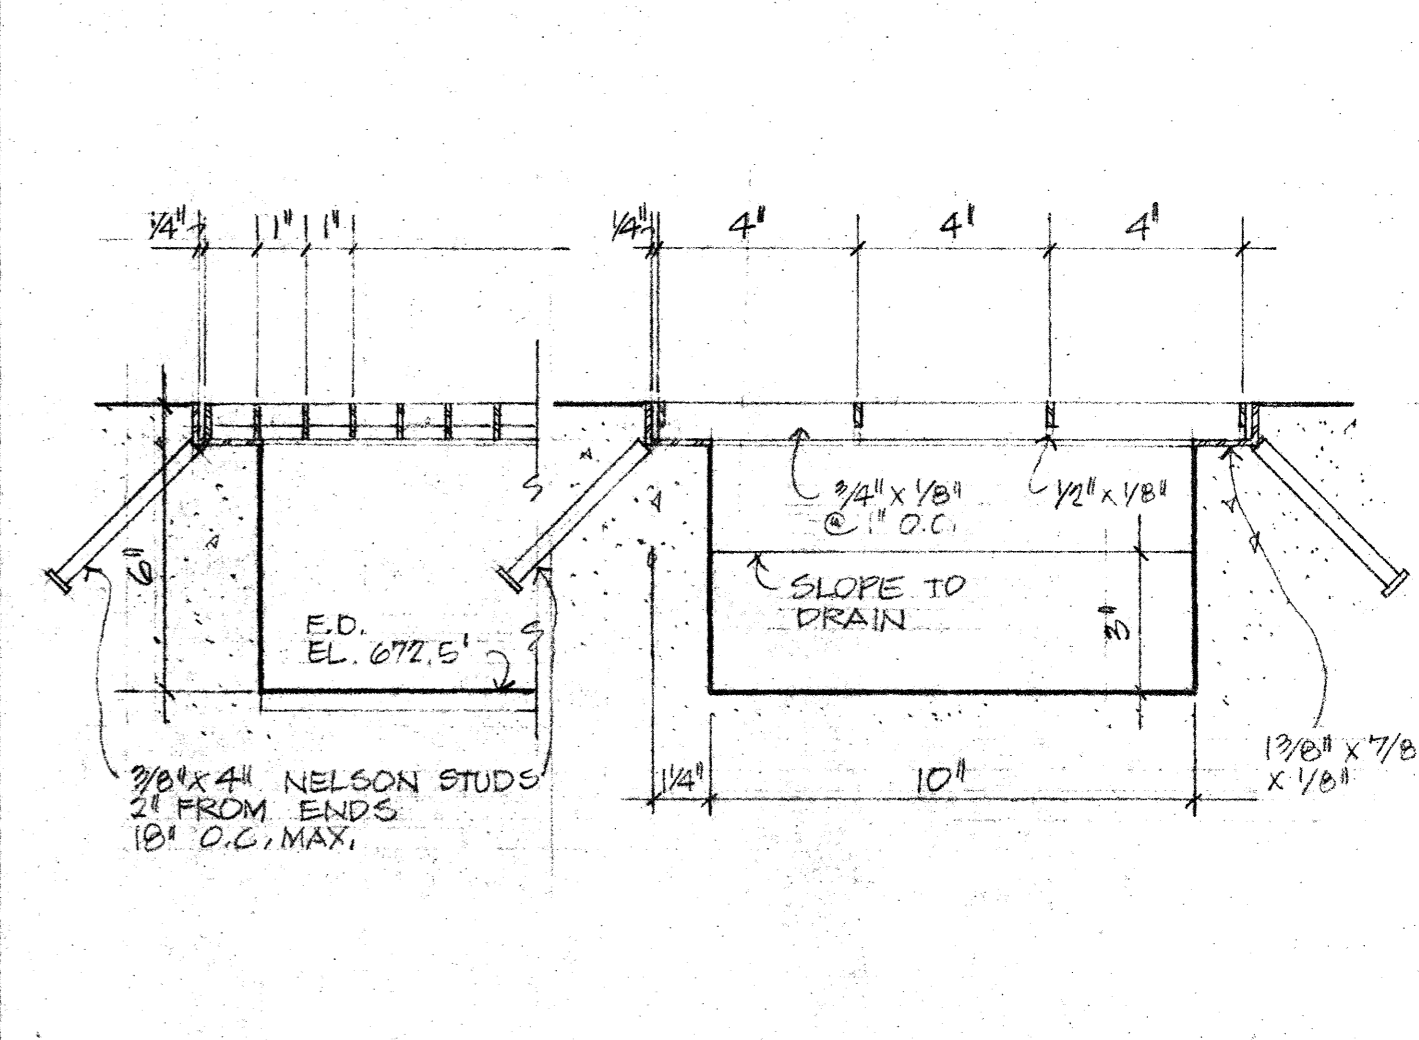 1/4" 1" 1" 1/4" 4" 4" 4"
3/4" x 1/8"
@ 1" O.C.
1/2" x 1/8"
6"
SLOPE TO
DRAIN
3"
F.D.
EL. 672.5'
1 3/8" x 7/8
x 1/8"
3/8" x 4" NELSON STUDS
2" FROM ENDS
18" O.C. MAX.
1 1/4" 10"